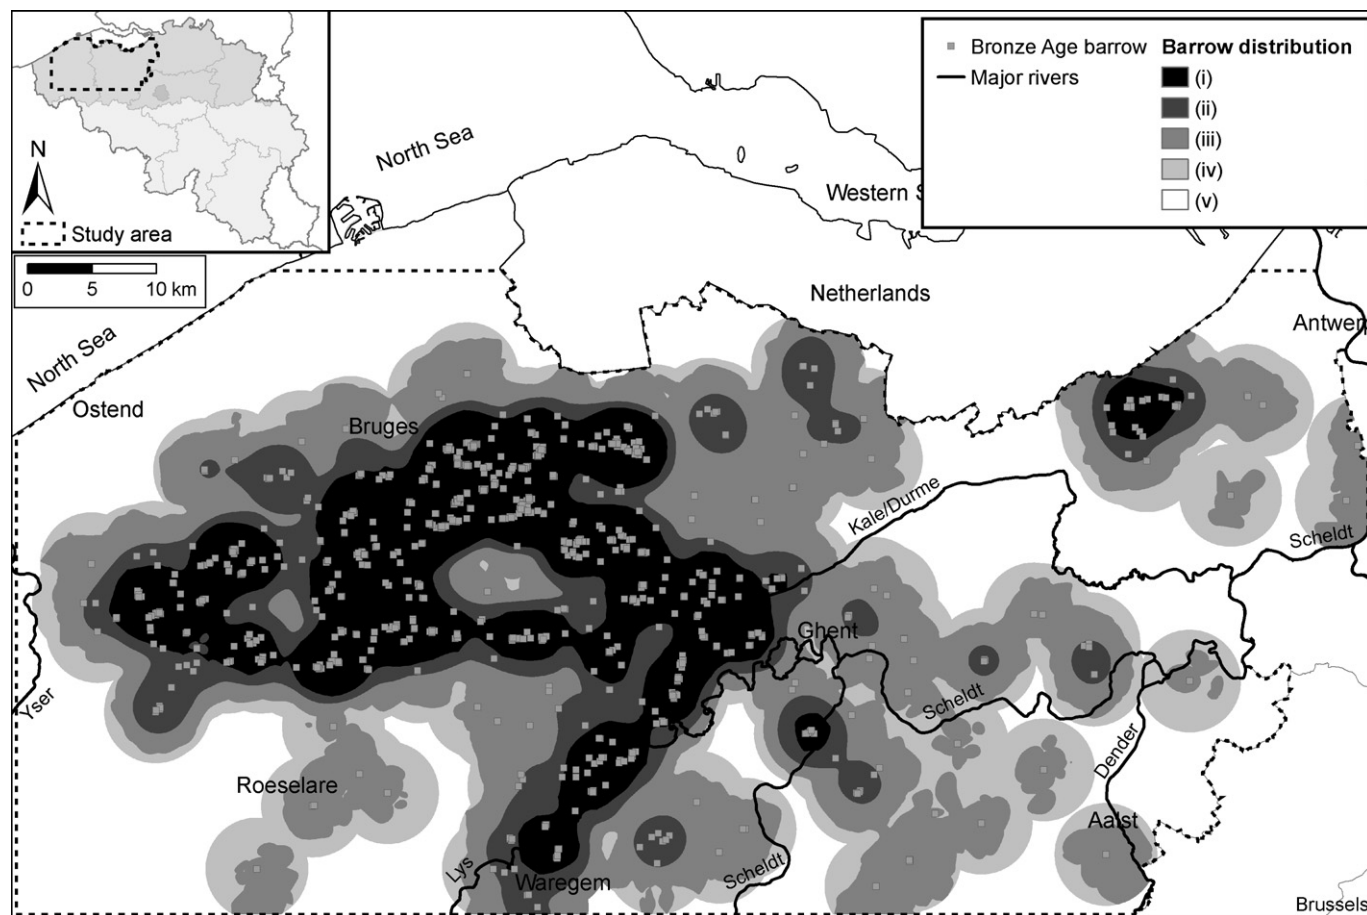 N
Study area
0 5 10 km
Bronze Age barrow
Major rivers
Barrow distribution
(i)
(ii)
(iii)
(iv)
(v)
North Sea
Western S
Netherlands
North Sea
Antwerp
Ostend
Bruges
Kale/Durme
Scheldt
Ghent
Yser
Scheldt
Dender
Roeselare
Aalst
Lys
Scheldt
Waregem
Brussels